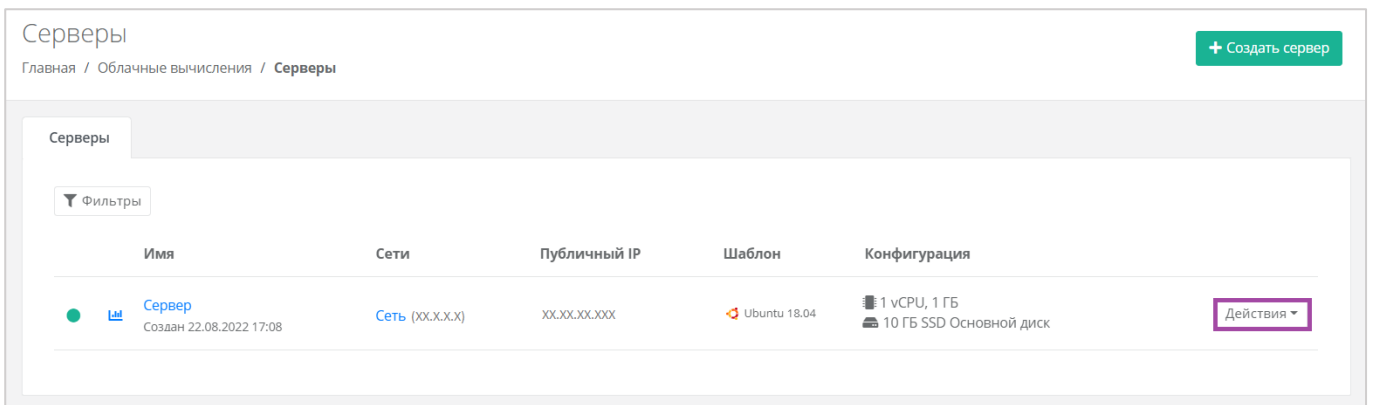 Серверы
+ Создать сервер
Главная / Облачные вычисления / Серверы
Серверы
Фильтры
Имя Сети Публичный IP Шаблон Конфигурация
Сервер
Создан 22.08.2022 17:08
Сеть (XX.X.X.X)
XX.XX.XX.XXX
Ubuntu 18.04
1 vCPU, 1 ГБ
10 ГБ SSD Основной диск
Действия